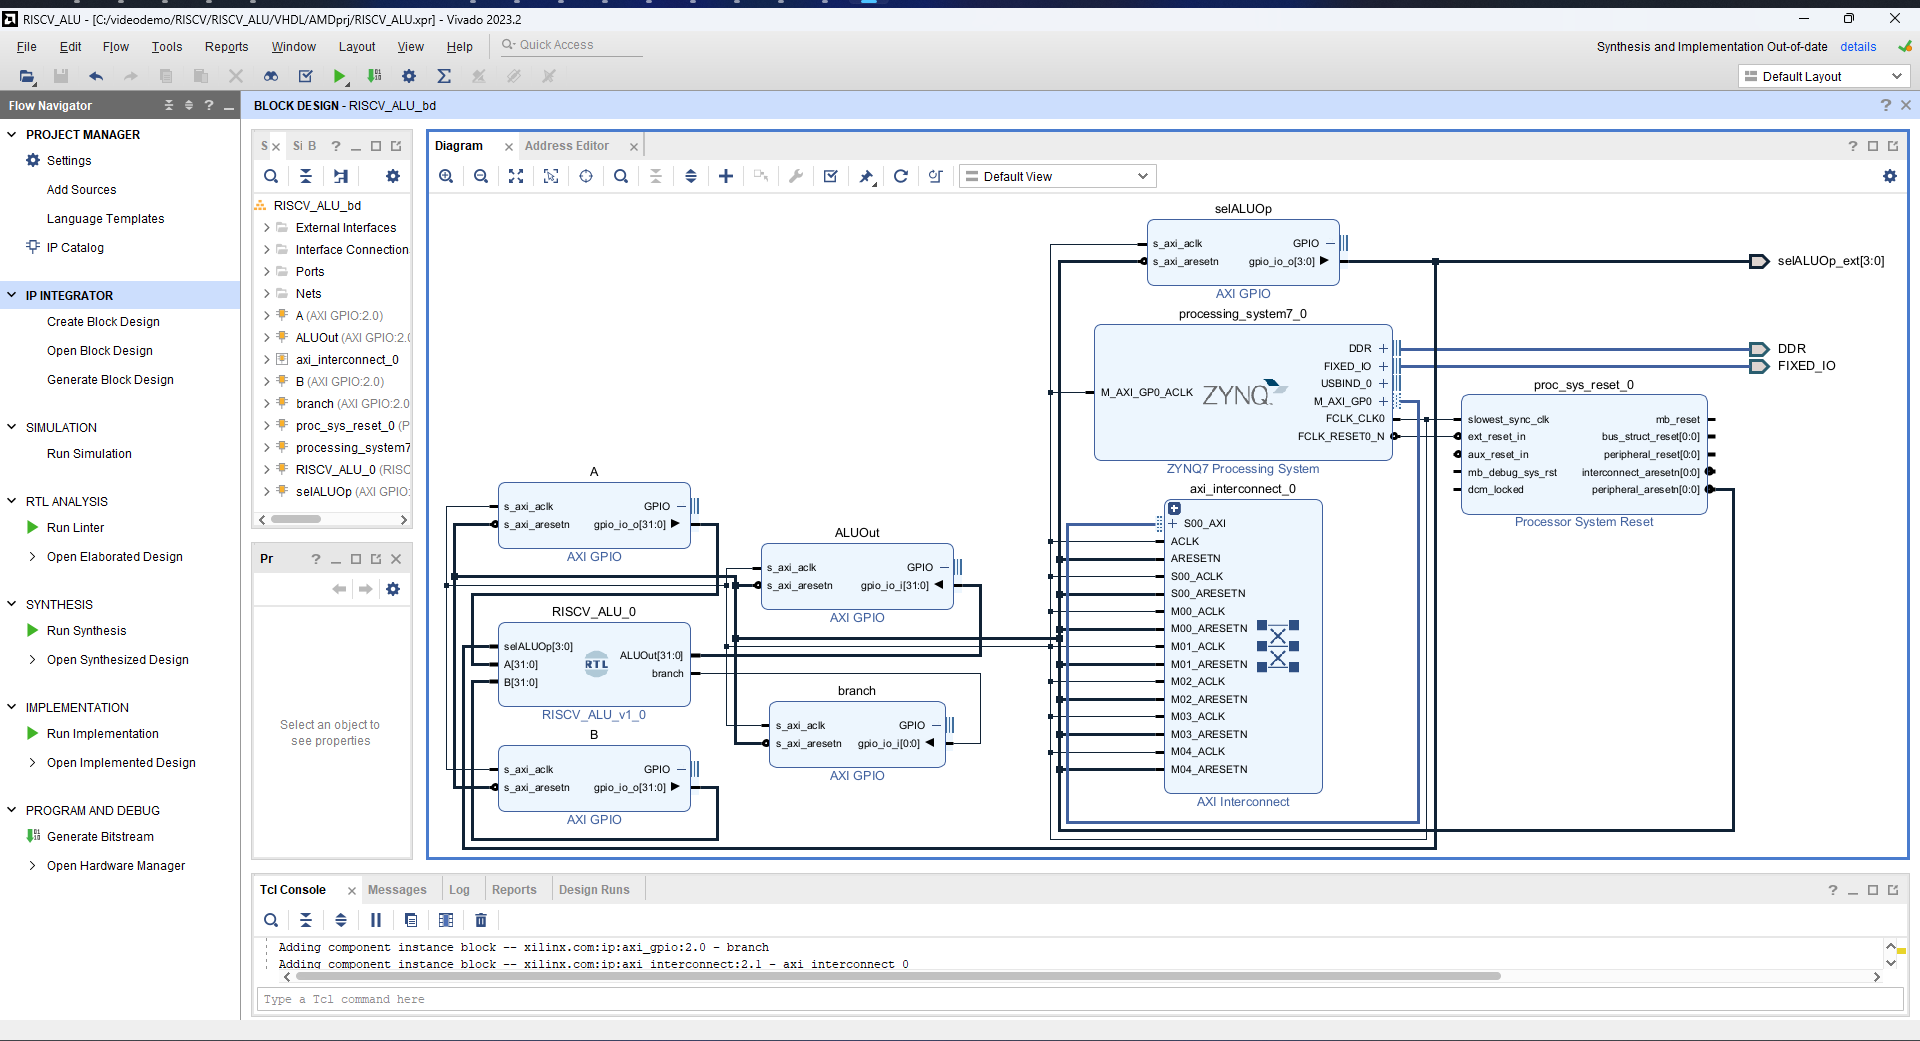 RISCV_ALU - [C:/videodemo/RISCV/RISCV_ALU/VHDL/AMDprj/RISCV_ALU.xpr] - Vivado 2023.2
File Edit Flow Tools Reports Window Layout View Help Quick Access
Synthesis and Implementation Out-of-date details
Default Layout
Flow Navigator
BLOCK DESIGN - RISCV_ALU_bd
PROJECT MANAGER
Settings
Add Sources
Language Templates
IP Catalog
IP INTEGRATOR
Create Block Design
Open Block Design
Generate Block Design
SIMULATION
Run Simulation
RTL ANALYSIS
Run Linter
Open Elaborated Design
SYNTHESIS
Run Synthesis
Open Synthesized Design
IMPLEMENTATION
Run Implementation
Open Implemented Design
PROGRAM AND DEBUG
Generate Bitstream
Open Hardware Manager
S Si B
RISCV_ALU_bd
External Interfaces
Interface Connection
Ports
Nets
A (AXI GPIO:2.0)
ALUOut (AXI GPIO:2.0
axi_interconnect_0
B (AXI GPIO:2.0)
branch (AXI GPIO:2.0
proc_sys_reset_0 (P
processing_system7
RISCV_ALU_0 (RISC
selALUOp (AXI GPIO:
Pr
Select an object to
see properties
Diagram
Address Editor
Default View
selALUOp
s_axi_aclk GPIO
s_axi_aresetn gpio_io_o[3:0]
AXI GPIO
selALUOp_ext[3:0]
processing_system7_0
DDR
FIXED_IO
USBIND_0
M_AXI_GP0_ACLK ZYNQ M_AXI_GP0
FCLK_CLK0
FCLK_RESET0_N
ZYNQ7 Processing System
DDR
FIXED_IO
proc_sys_reset_0
slowest_sync_clk mb_reset
ext_reset_in bus_struct_reset[0:0]
aux_reset_in peripheral_reset[0:0]
mb_debug_sys_rst interconnect_aresetn[0:0]
dcm_locked peripheral_aresetn[0:0]
Processor System Reset
A
s_axi_aclk GPIO
s_axi_aresetn gpio_io_o[31:0]
AXI GPIO
ALUOut
s_axi_aclk GPIO
s_axi_aresetn gpio_io_i[31:0]
AXI GPIO
RISCV_ALU_0
selALUOp[3:0]
A[31:0]
B[31:0]
RTL
ALUOut[31:0]
branch
RISCV_ALU_v1_0
branch
s_axi_aclk GPIO
s_axi_aresetn gpio_io_i[0:0]
AXI GPIO
B
s_axi_aclk GPIO
s_axi_aresetn gpio_io_o[31:0]
AXI GPIO
axi_interconnect_0
S00_AXI
ACLK
ARESETN
S00_ACLK
S00_ARESETN
M00_ACLK
M00_ARESETN
M01_ACLK
M01_ARESETN
M02_ACLK
M02_ARESETN
M03_ACLK
M03_ARESETN
M04_ACLK
M04_ARESETN
AXI Interconnect
Tcl Console Messages Log Reports Design Runs
Adding component instance block -- xilinx.com:ip:axi_gpio:2.0 - branch
Adding component instance block -- xilinx.com:ip:axi_interconnect:2.1 - axi_interconnect_0
Type a Tcl command here